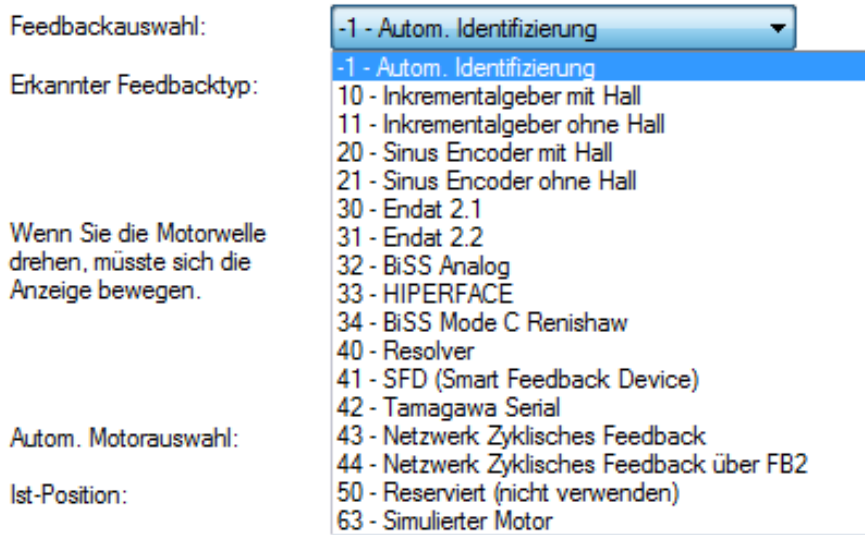 Feedbackauswahl:
-1 - Autom. Identifizierung
-1 - Autom. Identifizierung
Erkannter Feedbacktyp:
10 - Inkrementalgeber mit Hall
11 - Inkrementalgeber ohne Hall
20 - Sinus Encoder mit Hall
21 - Sinus Encoder ohne Hall
30 - Endat 2.1
31 - Endat 2.2
32 - BiSS Analog
33 - HIPERFACE
34 - BiSS Mode C Renishaw
40 - Resolver
41 - SFD (Smart Feedback Device)
42 - Tamagawa Serial
43 - Netzwerk Zyklisches Feedback
44 - Netzwerk Zyklisches Feedback über FB2
50 - Reserviert (nicht verwenden)
63 - Simulierter Motor
Wenn Sie die Motorwelle
drehen, müsste sich die
Anzeige bewegen.
Autom. Motorauswahl:
Ist-Position: